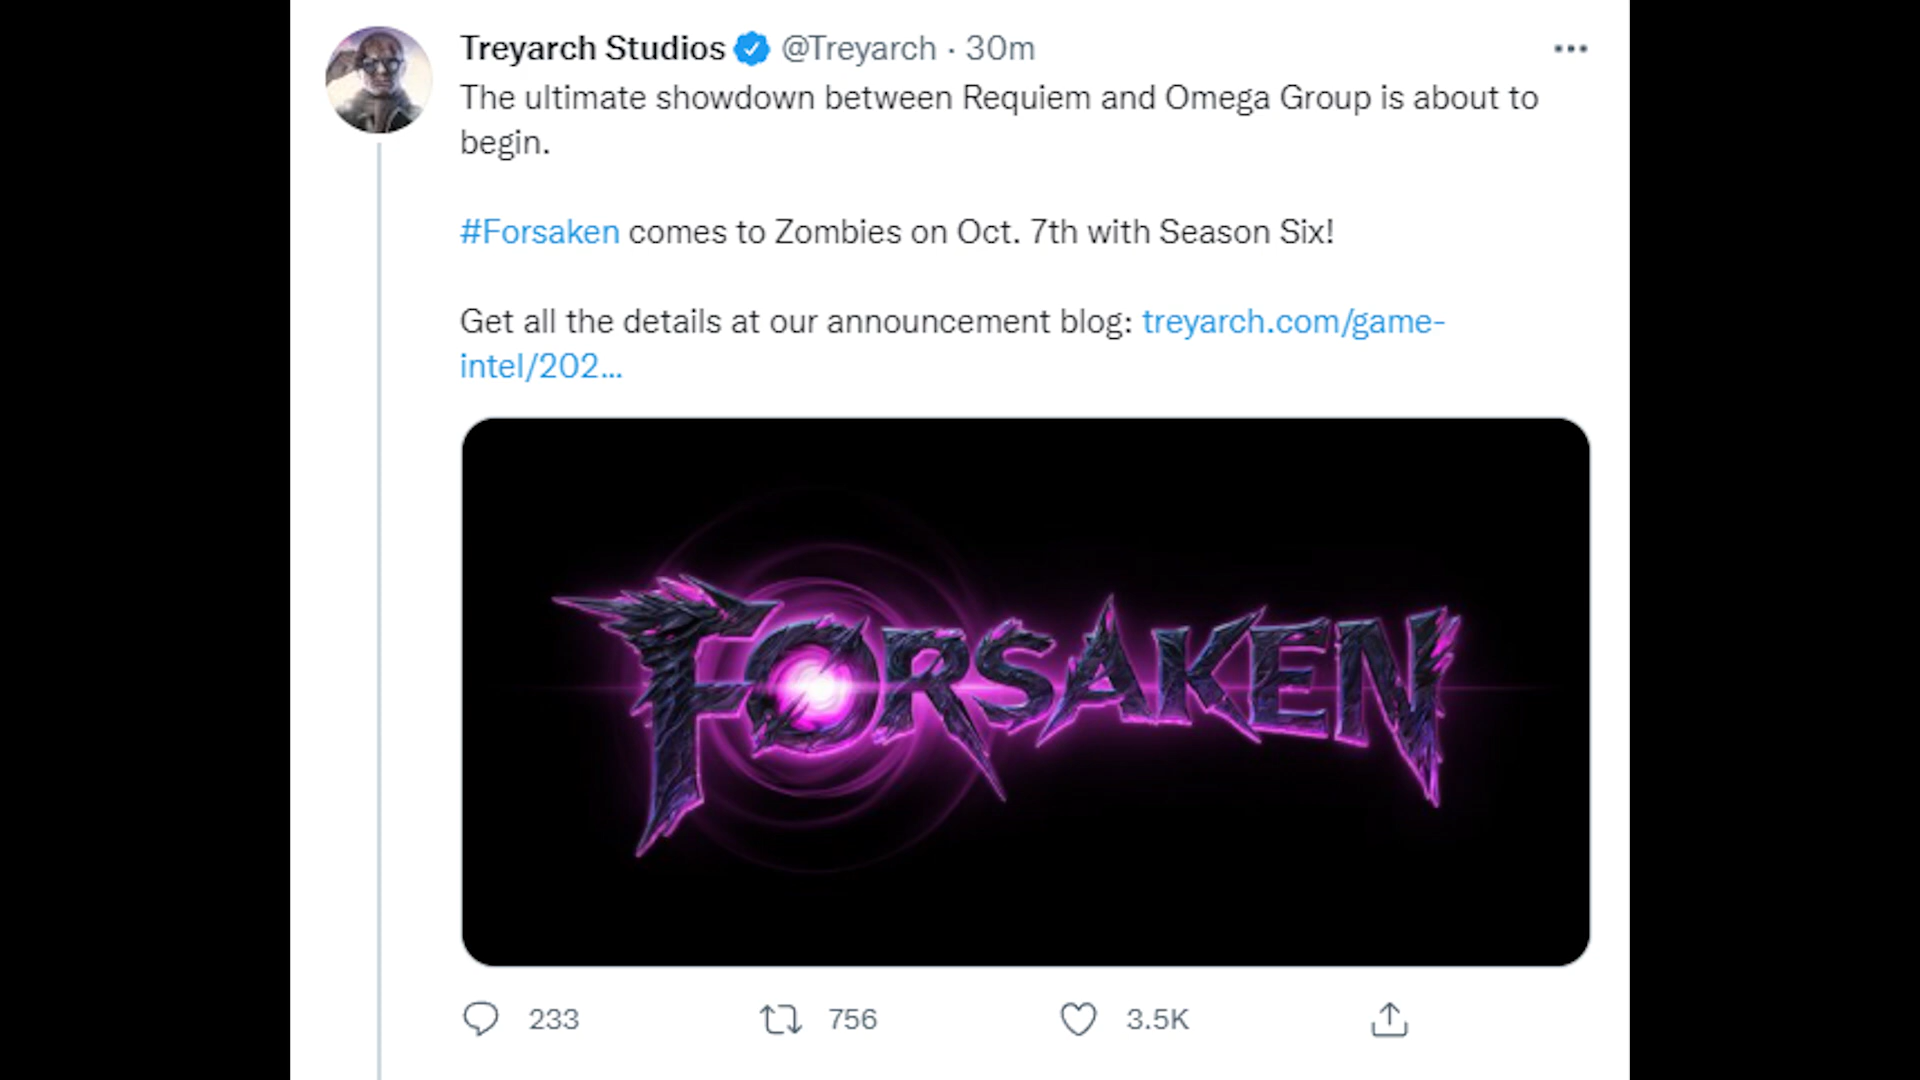 Treyarch Studios @Treyarch · 30m
The ultimate showdown between Requiem and Omega Group is about to
begin.
#Forsaken comes to Zombies on Oct. 7th with Season Six!
Get all the details at our announcement blog: treyarch.com/game-
intel/202...
FORSAKEN
233 756 3.5K